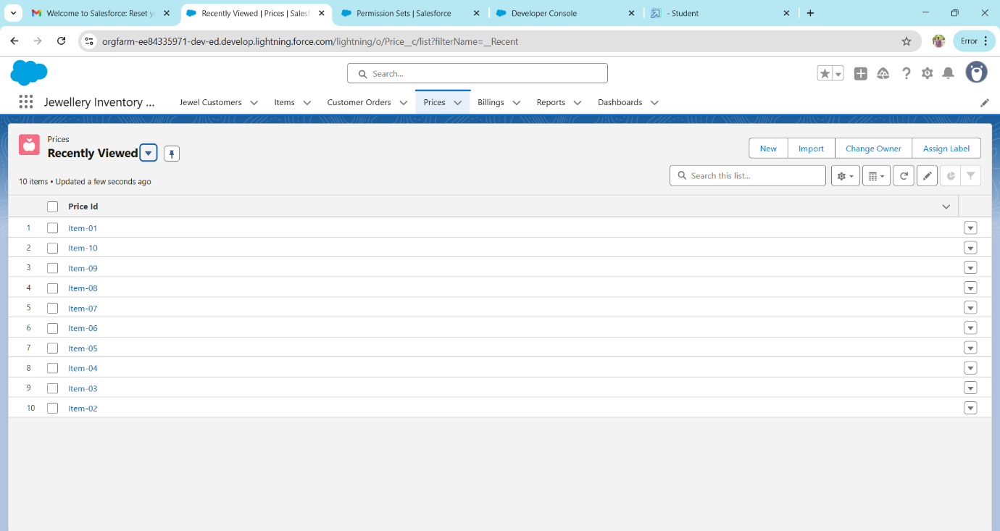 Welcome to Salesforce: Reset y
Recently Viewed | Prices | Salesf
Permission Sets | Salesforce
Developer Console
- Student
orgfarm-ee84335971-dev-ed.develop.lightning.force.com/lightning/o/Price__c/list?filterName=__Recent
Error
Search...
Jewellery Inventory ...
Jewel Customers
Items
Customer Orders
Prices
Billings
Reports
Dashboards
Prices
Recently Viewed
New
Import
Change Owner
Assign Label
10 items • Updated a few seconds ago
Search this list...
Price Id
1 Item-01
2 Item-10
3 Item-09
4 Item-08
5 Item-07
6 Item-06
7 Item-05
8 Item-04
9 Item-03
10 Item-02